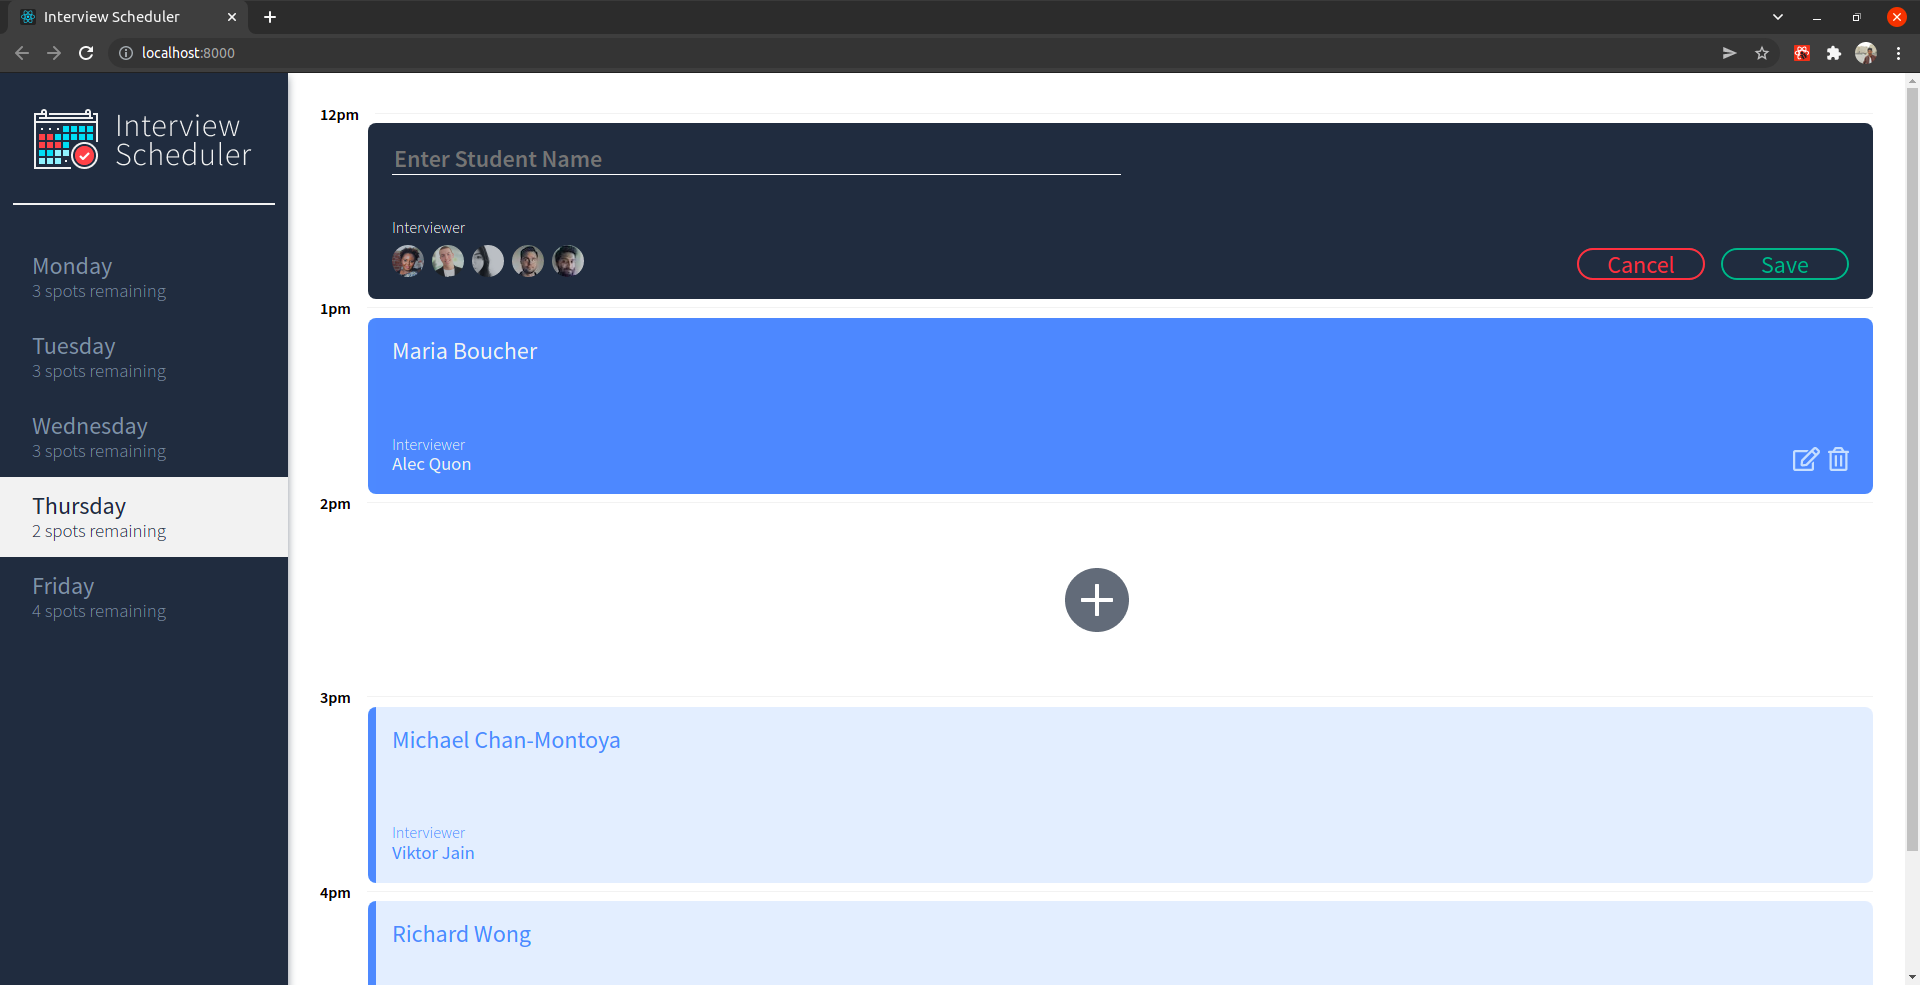 Interview Scheduler
localhost:8000
Interview
Scheduler
Monday
3 spots remaining
Tuesday
3 spots remaining
Wednesday
3 spots remaining
Thursday
2 spots remaining
Friday
4 spots remaining
12pm
Enter Student Name
Interviewer
Cancel
Save
1pm
Maria Boucher
Interviewer
Alec Quon
2pm
3pm
Michael Chan-Montoya
Interviewer
Viktor Jain
4pm
Richard Wong